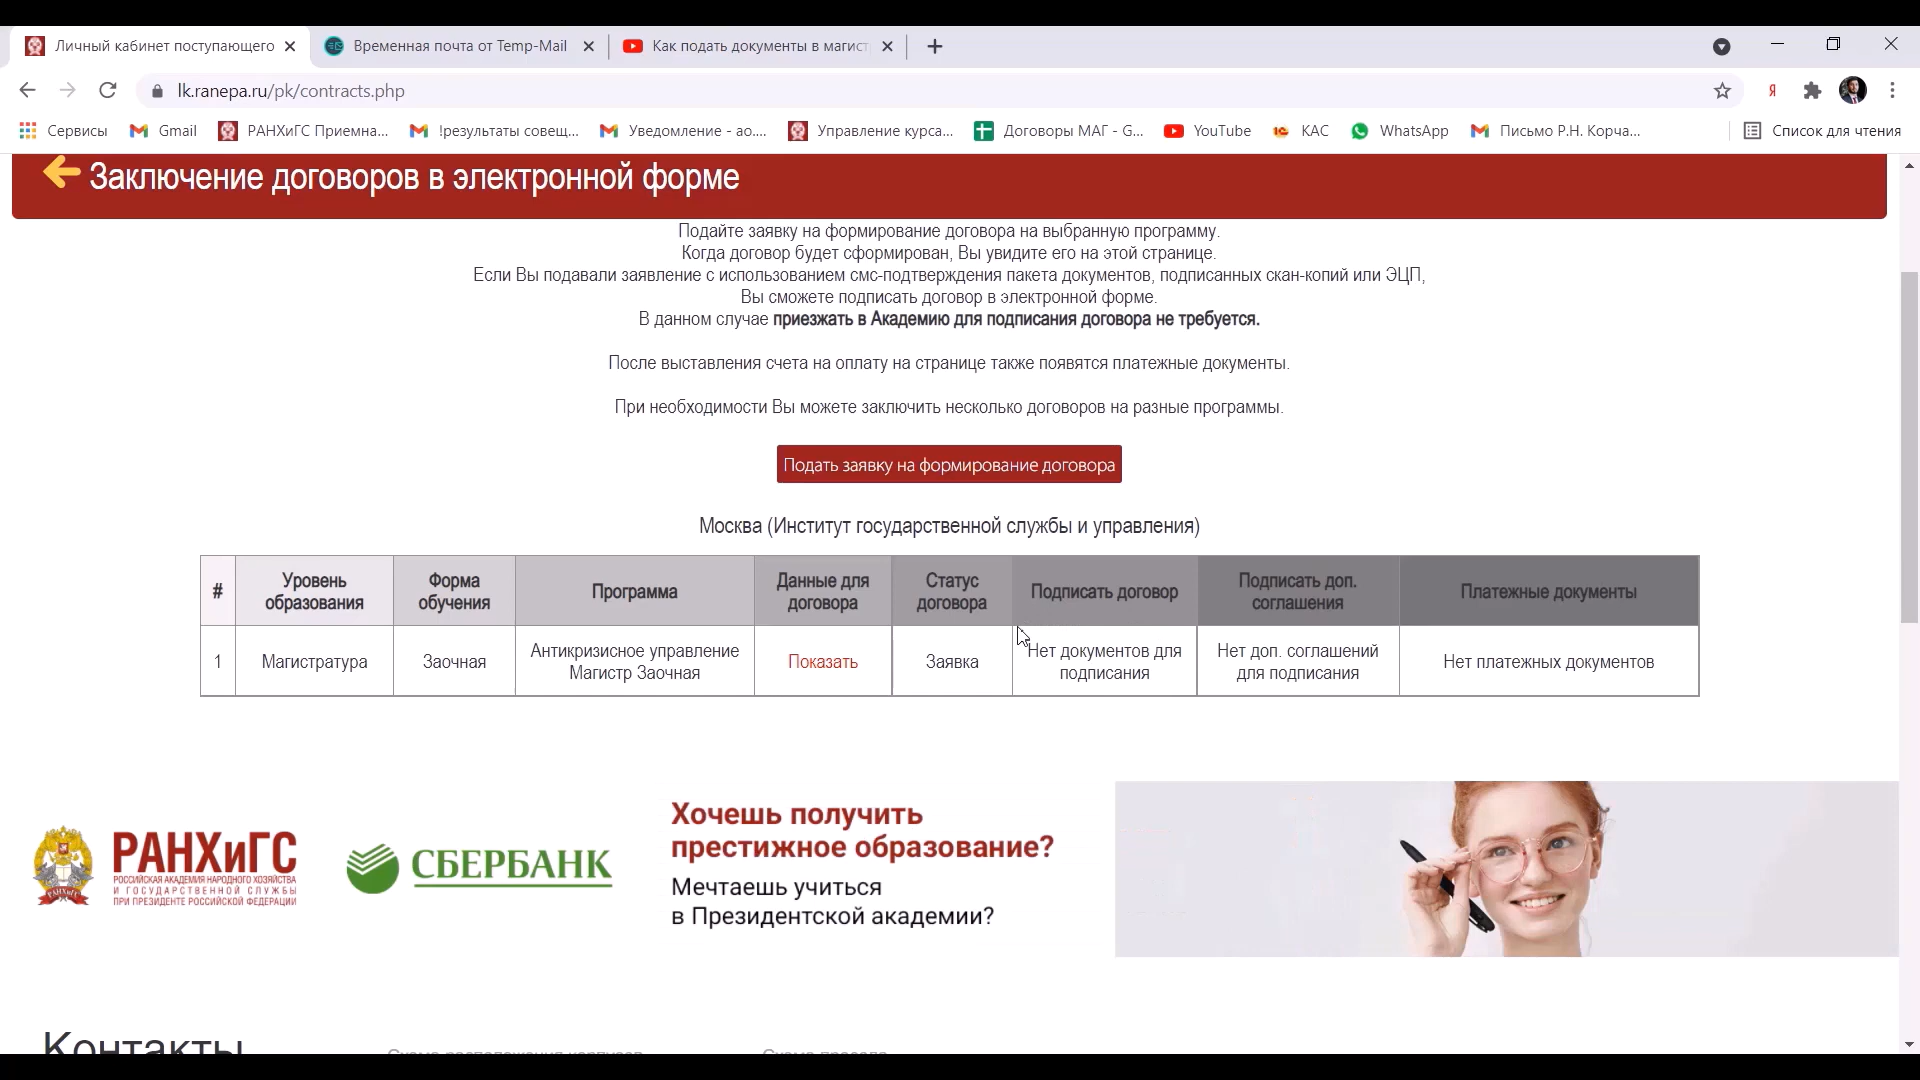 Личный кабинет поступающего
Временная почта от Temp-Mail
Как подать документы в магист
lk.ranepa.ru/pk/contracts.php
Я
Сервисы
Gmail
РАНХиГС Приемна...
!результаты совещ...
Уведомление - ао....
Управление курса...
Договоры МАГ - G...
YouTube
КАС
WhatsApp
Письмо Р.Н. Корча...
Список для чтения
Заключение договоров в электронной форме
Подайте заявку на формирование договора на выбранную программу.
Когда договор будет сформирован, Вы увидите его на этой странице.
Если Вы подавали заявление с использованием смс-подтверждения пакета документов, подписанных скан-копий или ЭЦП,
Вы сможете подписать договор в электронной форме.
В данном случае приезжать в Академию для подписания договора не требуется.
После выставления счета на оплату на странице также появятся платежные документы.
При необходимости Вы можете заключить несколько договоров на разные программы.
Подать заявку на формирование договора
Москва (Институт государственной службы и управления)
#
Уровень
образования
Форма
обучения
Программа
Данные для
договора
Статус
договора
Подписать договор
Подписать доп.
соглашения
Платежные документы
1
Магистратура
Заочная
Антикризисное управление
Магистр Заочная
Показать
Заявка
Нет документов для
подписания
Нет доп. соглашений
для подписания
Нет платежных документов
РАНХиГС
РОССИЙСКАЯ АКАДЕМИЯ НАРОДНОГО ХОЗЯЙСТВА
И ГОСУДАРСТВЕННОЙ СЛУЖБЫ
ПРИ ПРЕЗИДЕНТЕ РОССИЙСКОЙ ФЕДЕРАЦИИ
СБЕРБАНК
Хочешь получить
престижное образование?
Мечтаешь учиться
в Президентской академии?
Контакты
Схема расположения корпусов
Схема проезда